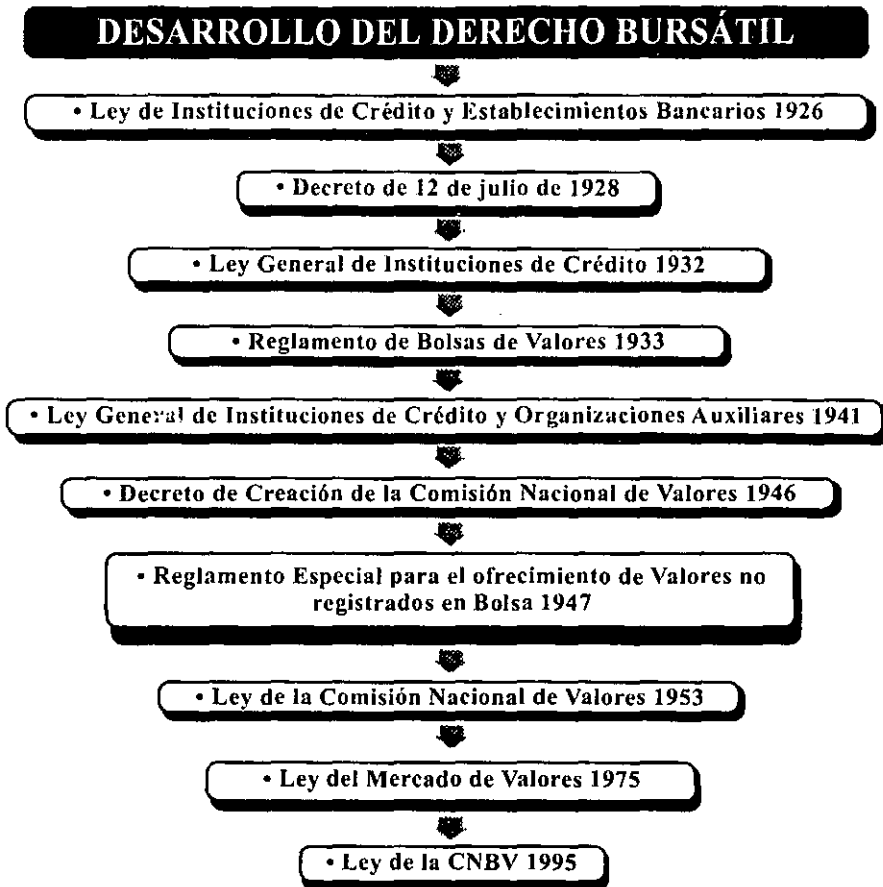 DESARROLLO DEL DERECHO BURSÁTIL
• Ley de Instituciones de Crédito y Establecimientos Bancarios 1926
• Decreto de 12 de julio de 1928
• Ley General de Instituciones de Crédito 1932
• Reglamento de Bolsas de Valores 1933
• Ley General de Instituciones de Crédito y Organizaciones Auxiliares 1941
• Decreto de Creación de la Comisión Nacional de Valores 1946
• Reglamento Especial para el ofrecimiento de Valores no
registrados en Bolsa 1947
• Ley de la Comisión Nacional de Valores 1953
• Ley del Mercado de Valores 1975
• Ley de la CNBV 1995